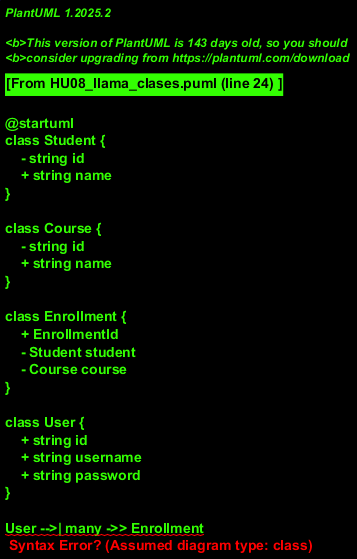 PlantUML 1.2025.2
<b>This version of PlantUML is 143 days old, so you should
<b>consider upgrading from https://plantuml.com/download
[From HU08_llama_clases.puml (line 24) ]
@startuml
class Student {
- string id
+ string name
}
class Course {
- string id
+ string name
}
class Enrollment {
+ EnrollmentId
- Student student
- Course course
}
class User {
+ string id
+ string username
+ string password
}
User -->| many ->> Enrollment
Syntax Error? (Assumed diagram type: class)